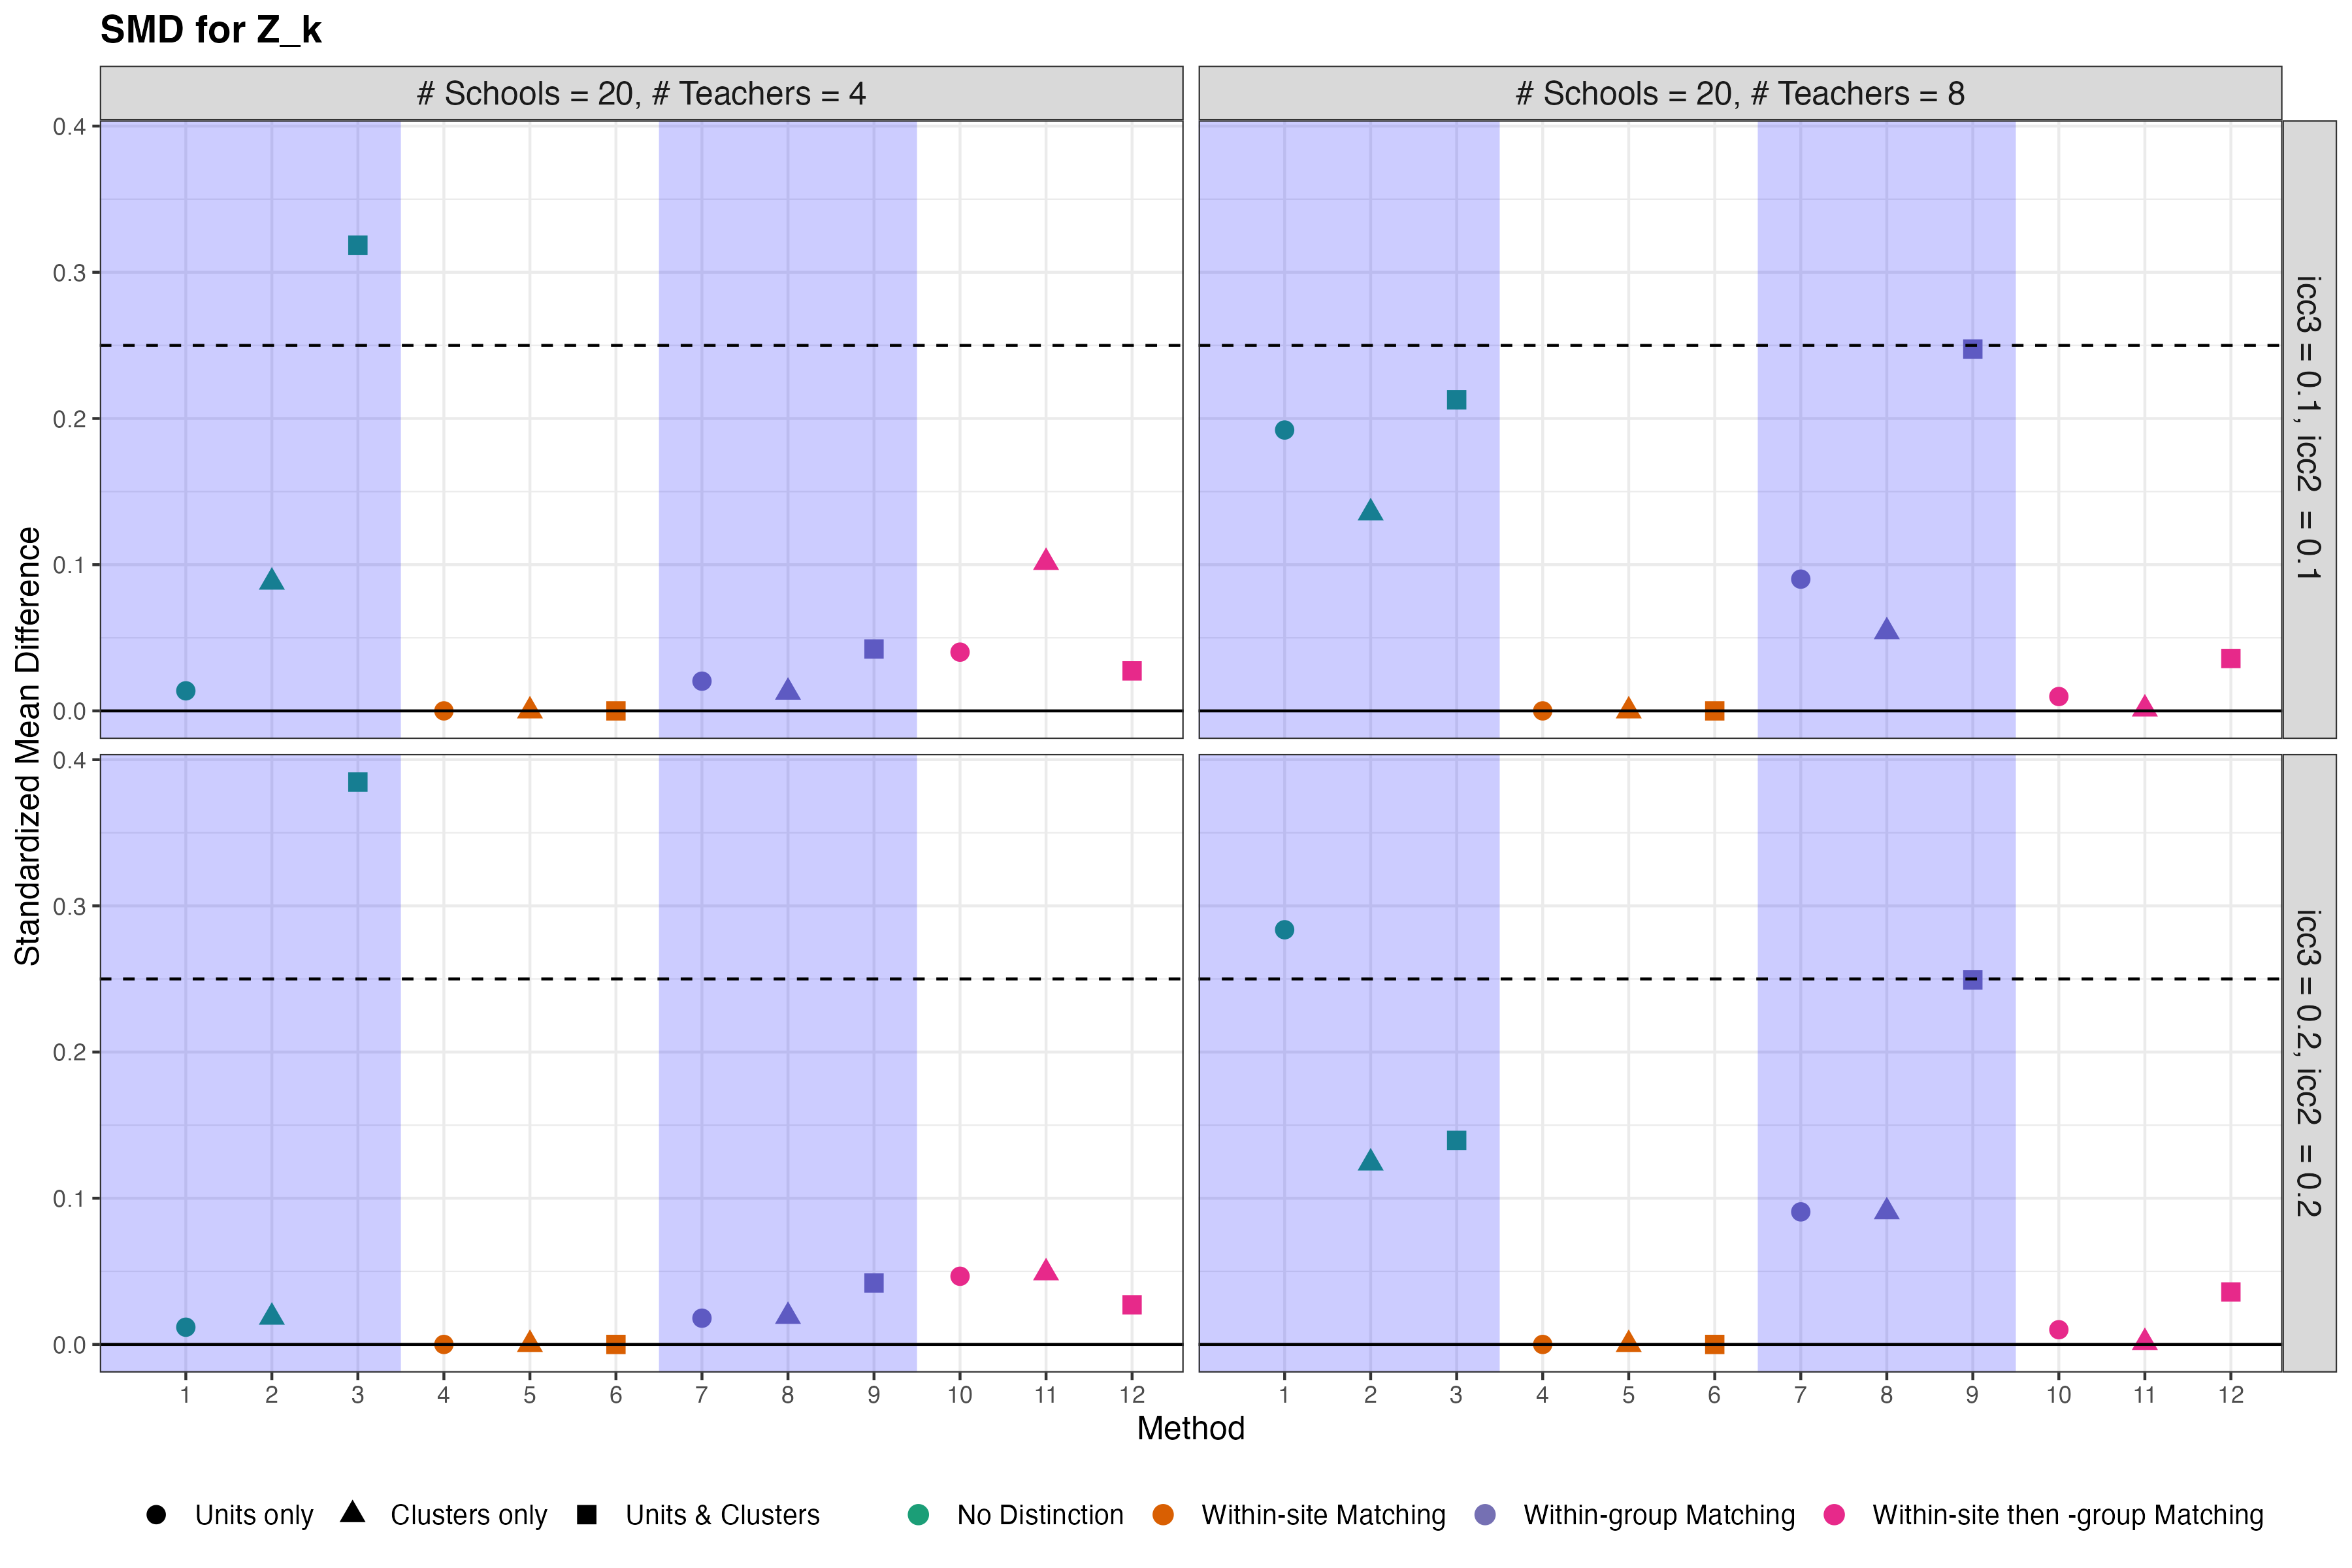 SMD for Z_k
# Schools = 20, # Teachers = 4
# Schools = 20, # Teachers = 8
0.4
0.3
0.2
0.1
0.0
icc3 = 0.1, icc2 = 0.1
Standardized Mean Difference
0.4
0.3
0.2
0.1
0.0
icc3 = 0.2, icc2 = 0.2
1 2 3 4 5 6 7 8 9 10 11 12
1 2 3 4 5 6 7 8 9 10 11 12
Method
Units only Clusters only Units & Clusters No Distinction Within-site Matching Within-group Matching Within-site then -group Matching